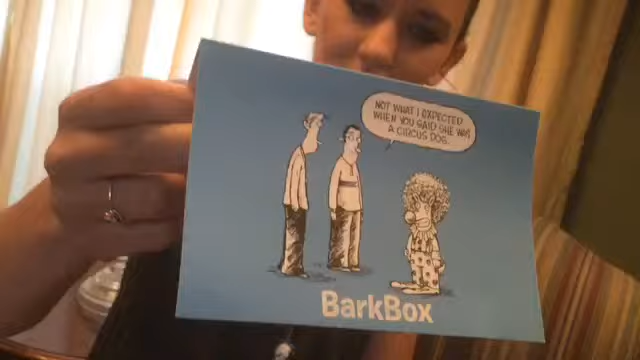 NOT WHAT I EXPECTED
WHEN YOU SAID SHE WAS
A CIRCUS DOG.
BarkBox